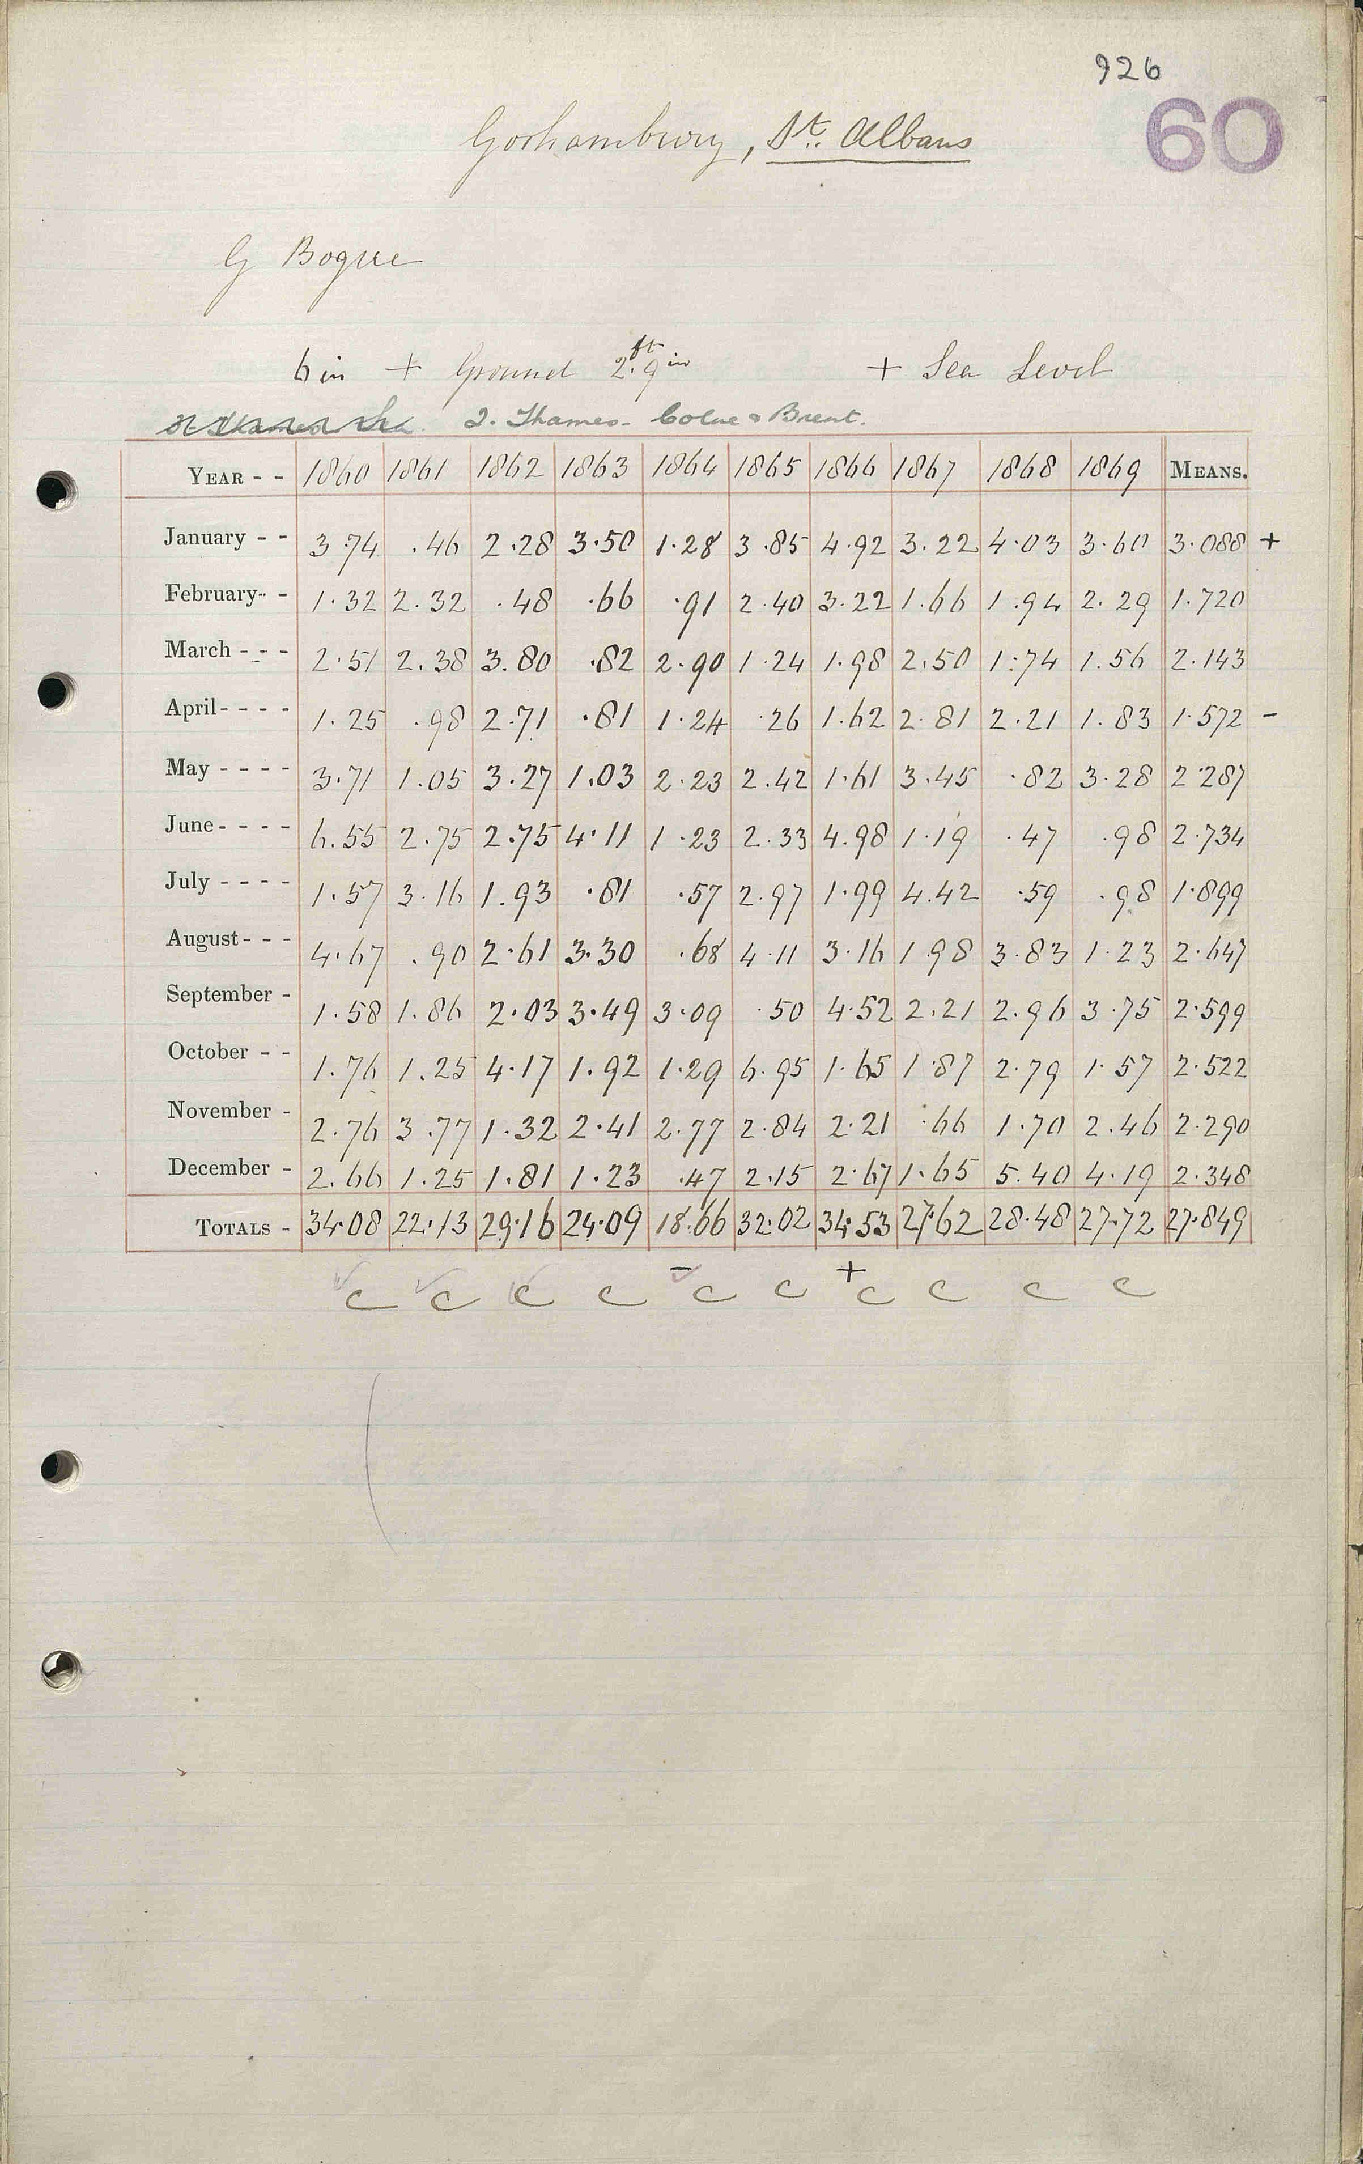 926
60
Gorhambury, St. Albans
G Bogue
6 in + Ground 2ft. 9in + Sea Level
2. Thames - Colne & Brent.
YEAR - - 1860 1861 1862 1863 1864 1865 1866 1867 1868 1869 MEANS.
January - - 3.74 .46 2.28 3.50 1.28 3.85 4.92 3.22 4.03 3.60 3.088 +
February - - 1.32 2.32 .48 .66 .91 2.40 3.22 1.66 1.94 2.29 1.720
March - - - 2.51 2.38 3.80 .82 2.90 1.24 1.98 2.50 1.74 1.56 2.143
April - - - - 1.25 .98 2.71 .81 1.24 .26 1.62 2.81 2.21 1.83 1.572 -
May - - - - 3.71 1.05 3.27 1.03 2.23 2.42 1.61 3.45 .82 3.28 2.287
June - - - - 6.55 2.75 2.75 4.11 1.23 2.33 4.98 1.19 .47 .98 2.734
July - - - - 1.57 3.16 1.93 .81 .57 2.97 1.99 4.42 .59 .98 1.899
August - - - 4.67 .90 2.61 3.30 .68 4.11 3.16 1.98 3.83 1.23 2.647
September - 1.58 1.86 2.03 3.49 3.09 .50 4.52 2.21 2.96 3.75 2.599
October - - 1.76 1.25 4.17 1.92 1.29 6.95 1.65 1.87 2.79 1.57 2.522
November - 2.76 3.77 1.32 2.41 2.77 2.84 2.21 .66 1.70 2.46 2.290
December - 2.66 1.25 1.81 1.23 .47 2.15 2.67 1.65 5.40 4.19 2.348
TOTALS - 34.08 22.13 29.16 24.09 18.66 32.02 34.53 27.62 28.48 27.72 27.849
- +
c c c c c c c c c c